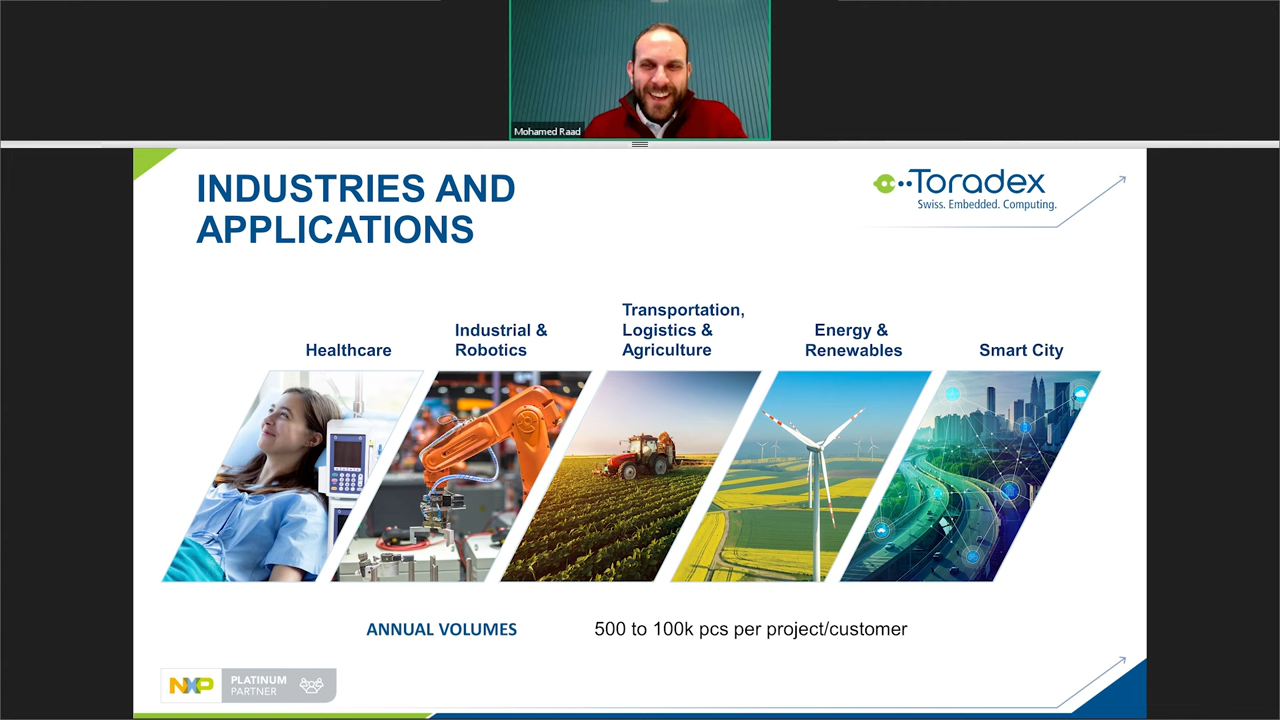 Mohamed Raad
INDUSTRIES AND
APPLICATIONS
Toradex
Swiss. Embedded. Computing.
Healthcare
Industrial &
Robotics
Transportation,
Logistics &
Agriculture
Energy &
Renewables
Smart City
ANNUAL VOLUMES
500 to 100k pcs per project/customer
NXP
PLATINUM
PARTNER